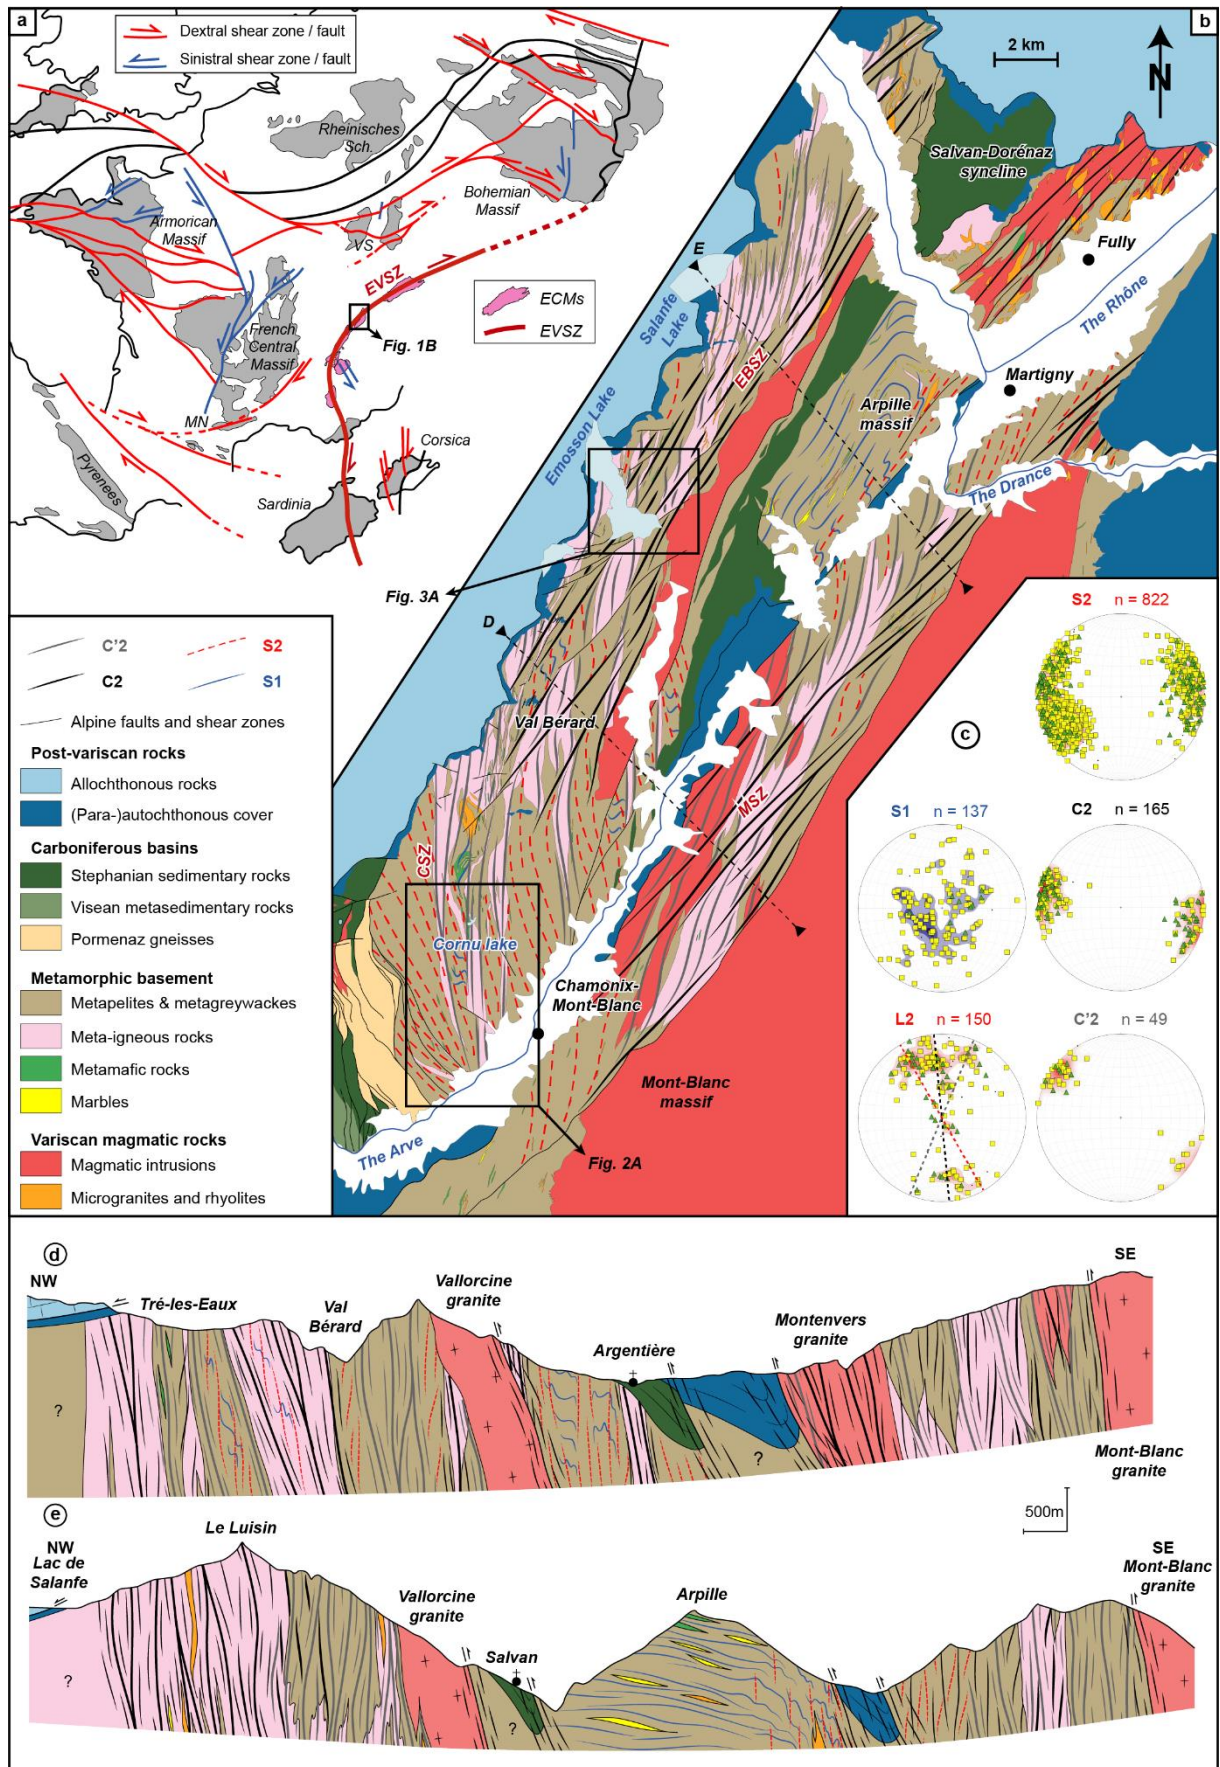 a
Dextral shear zone / fault
Sinistral shear zone / fault
Rheinisches
Sch.
Bohemian
Massif
Armorican
Massif
VS
EVSZ
French
Central
Massif
Fig. 1B
ECMs
EVSZ
MN
Pyrenees
Corsica
Sardinia
b
2 km
N
Salvan-Dorénaz
syncline
Fully
The Rhône
Martigny
E
Salanfe
Lake
EBSZ
Arpille
massif
The Drance
Emosson Lake
Fig. 3A
D
Val Bérard
MSZ
CSZ
Cornu lake
Chamonix-
Mont-Blanc
Mont-Blanc
massif
The Arve
Fig. 2A
C'2
S2
C2
S1
Alpine faults and shear zones
Post-variscan rocks
Allochthonous rocks
(Para-)autochthonous cover
Carboniferous basins
Stephanian sedimentary rocks
Visean metasedimentary rocks
Pormenaz gneisses
Metamorphic basement
Metapelites & metagreywackes
Meta-igneous rocks
Metamafic rocks
Marbles
Variscan magmatic rocks
Magmatic intrusions
Microgranites and rhyolites
c
S2 n = 822
S1 n = 137
C2 n = 165
L2 n = 150
C'2 n = 49
d
NW
SE
Tré-les-Eaux
Val
Bérard
Vallorcine
granite
Argentière
Montenvers
granite
?
?
Mont-Blanc
granite
500m
e
NW
Lac de
Salanfe
Le Luisin
Vallorcine
granite
Salvan
Arpille
SE
Mont-Blanc
granite
?
?